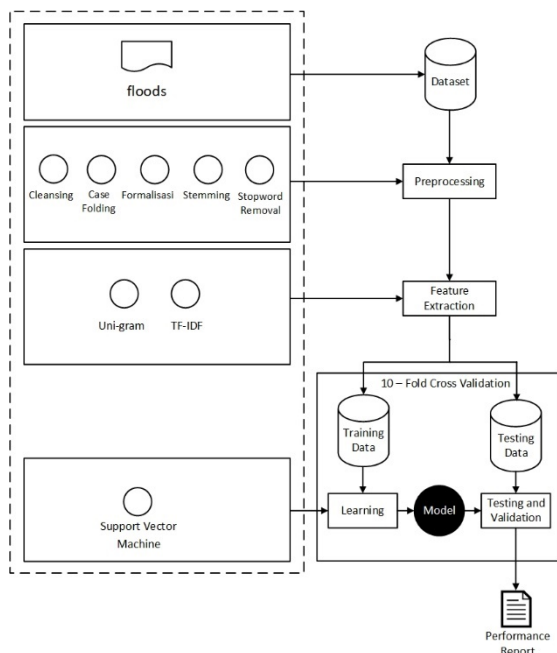 floods
Dataset
Cleansing
Case
Folding
Formalisasi
Stemming
Stopword
Removal
Preprocessing
Uni-gram
TF-IDF
Feature
Extraction
10 – Fold Cross Validation
Training
Data
Testing
Data
Support Vector
Machine
Learning
Model
Testing and
Validation
Performance
Report